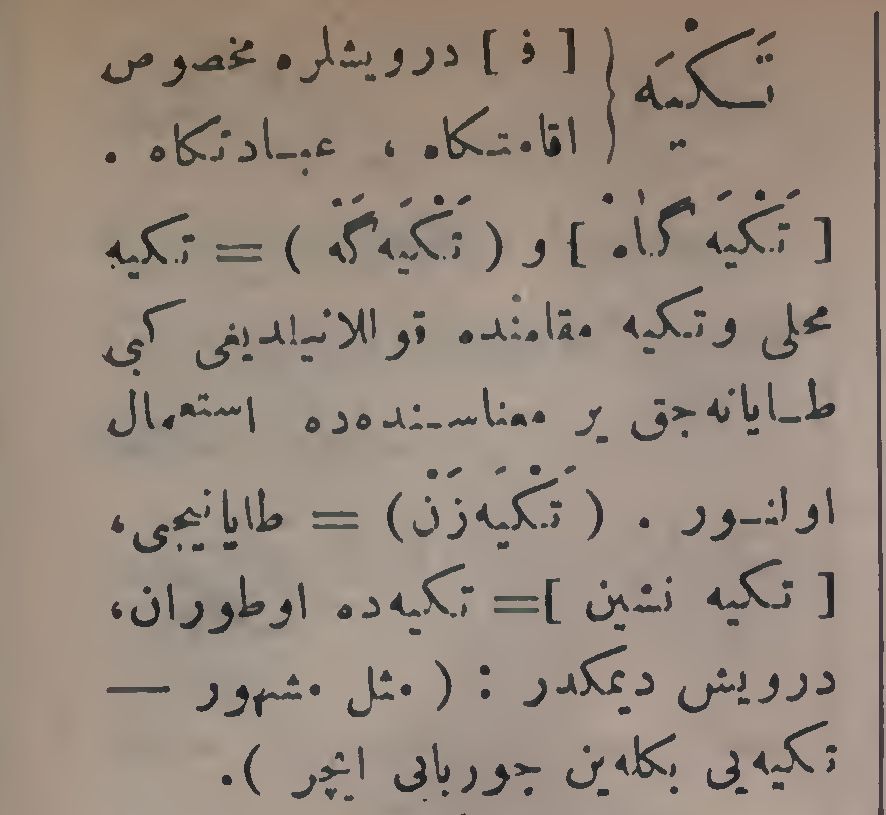 تَكْيَه { [ ف ] درويشلره مخصوص
اقامتكاه ، عبادتكاه .
[ تَكْيَه گَاهْ ] و ( تَكْيَه گَهْ ) = تكيه
محلى وتكيه مقامنده قوللانيلديغى كبى
طايانه جق ير معناسنده ده استعمال
اولنور . ( تَكْيَه زَنْ ) = طايانيجى ،
[ تكيه نشين ] = تكيه ده اوطوران ،
درويش ديمكدر : ( مثل مشهور —
تكيه يى بكله ين چوربايى ايچر ) .